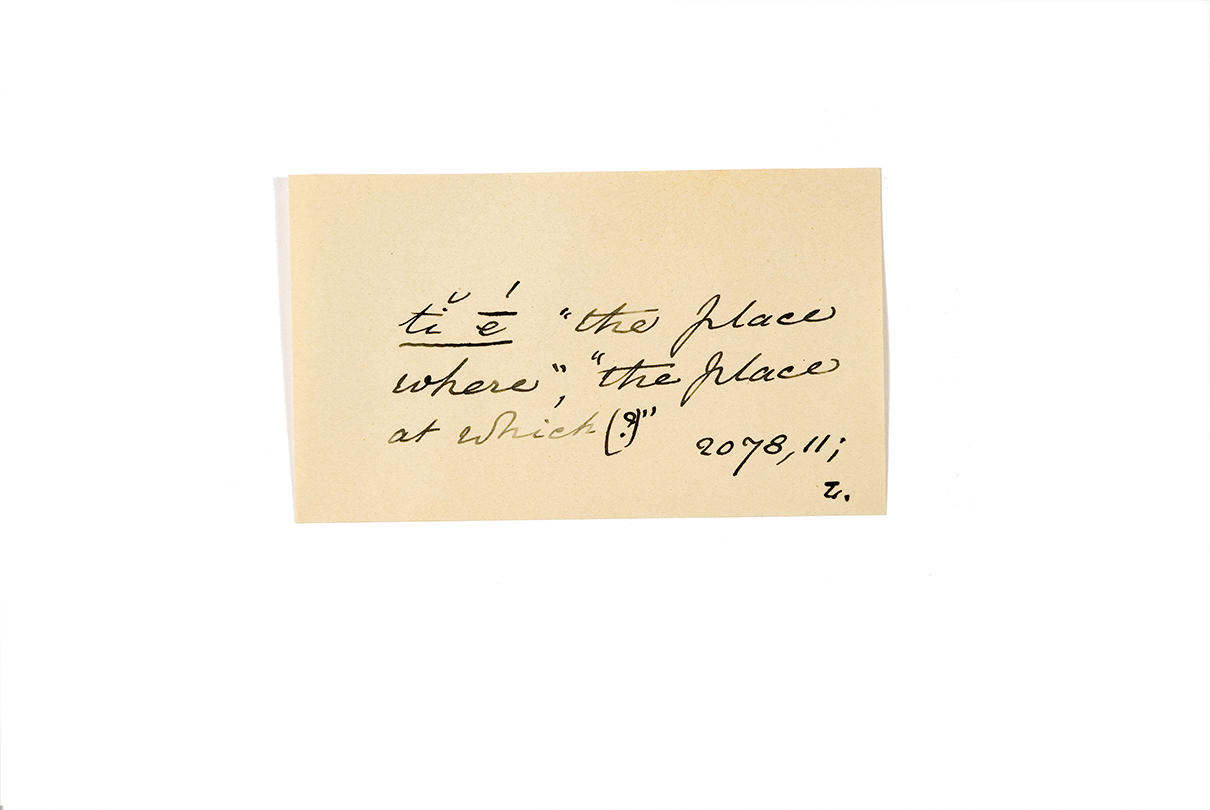 tĭ ḗ "the place
where", "the place
at which (?)"
2078, 11;